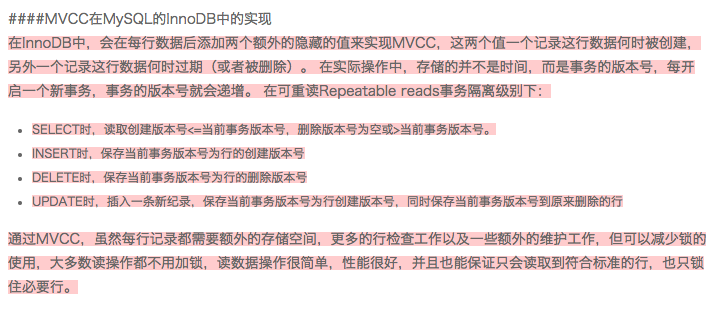 ####MVCC在MySQL的InnoDB中的实现
在InnoDB中，会在每行数据后添加两个额外的隐藏的值来实现MVCC，这两个值一个记录这行数据何时被创建，
另外一个记录这行数据何时过期（或者被删除）。 在实际操作中，存储的并不是时间，而是事务的版本号，每开
启一个新事务，事务的版本号就会递增。 在可重读Repeatable reads事务隔离级别下：
• SELECT时，读取创建版本号<=当前事务版本号，删除版本号为空或>当前事务版本号。
• INSERT时，保存当前事务版本号为行的创建版本号
• DELETE时，保存当前事务版本号为行的删除版本号
• UPDATE时，插入一条新纪录，保存当前事务版本号为行创建版本号，同时保存当前事务版本号到原来删除的行
通过MVCC，虽然每行记录都需要额外的存储空间，更多的行检查工作以及一些额外的维护工作，但可以减少锁的
使用，大多数读操作都不用加锁，读数据操作很简单，性能很好，并且也能保证只会读取到符合标准的行，也只锁
住必要行。